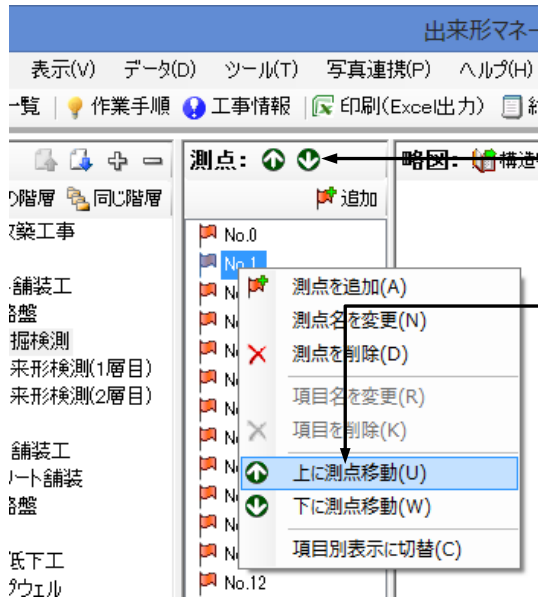 出来形マネ
表示(V) データ(D) ツール(T) 写真連携(P) ヘルプ(H)
一覧 作業手順 工事情報 印刷(Excel出力)
測点: 略図: 構造
の階層 同じ階層 追加
改築工事
舗装工
路盤
掘検測
来形検測(1層目)
来形検測(2層目)
舗装工
リート舗装
路盤
低下工
プウェル
No.0
No.1
測点を追加(A)
測点名を変更(N)
測点を削除(D)
項目名を変更(R)
項目を削除(K)
上に測点移動(U)
下に測点移動(W)
項目別表示に切替(C)
No.12